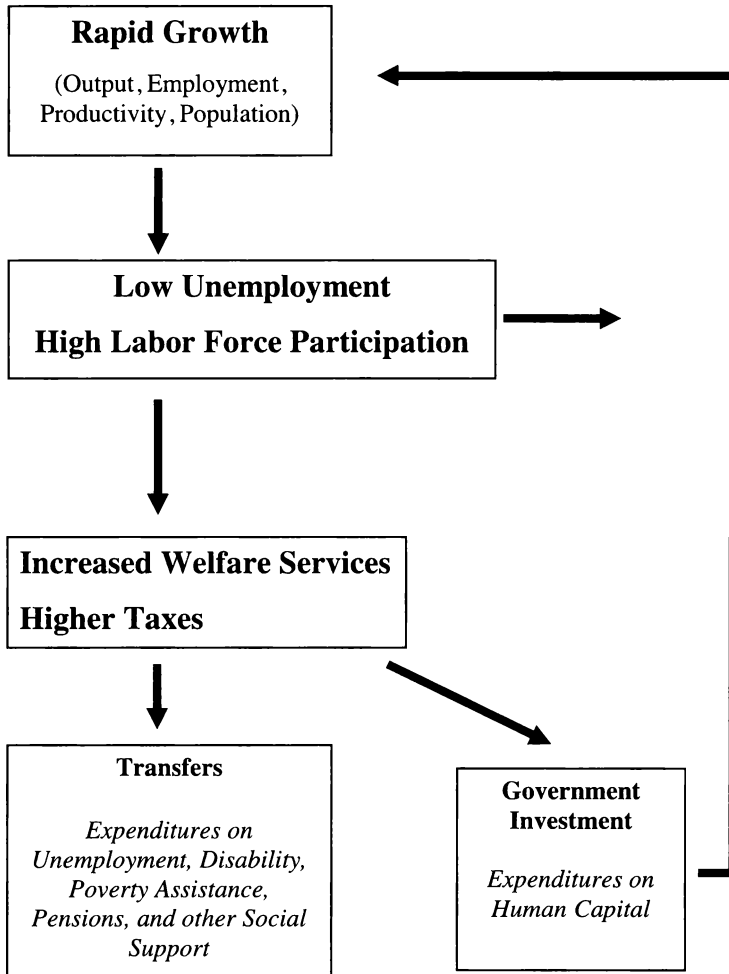 Rapid Growth
(Output, Employment,
Productivity, Population)
Low Unemployment
High Labor Force Participation
Increased Welfare Services
Higher Taxes
Transfers
Expenditures on
Unemployment, Disability,
Poverty Assistance,
Pensions, and other Social
Support
Government
Investment
Expenditures on
Human Capital